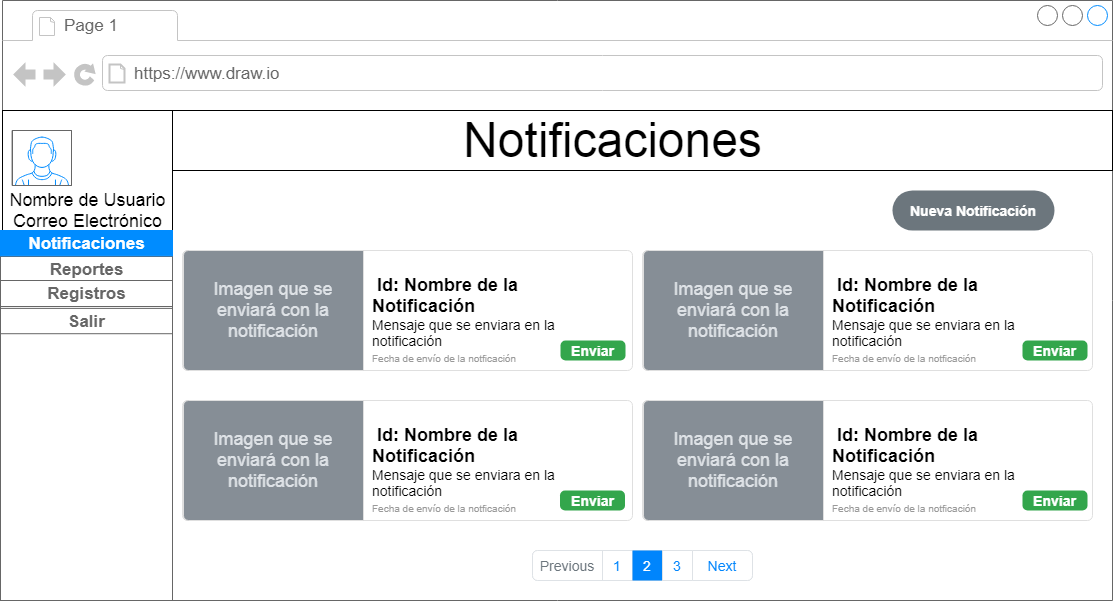 Page 1
https://www.draw.io
Notificaciones
Nombre de Usuario
Correo Electrónico
Notificaciones
Reportes
Registros
Salir
Nueva Notificación
Imagen que se
enviará con la
notificación
Id: Nombre de la
Notificación
Mensaje que se enviara en la
notificación
Fecha de envío de la notficación
Enviar
Imagen que se
enviará con la
notificación
Id: Nombre de la
Notificación
Mensaje que se enviara en la
notificación
Fecha de envío de la notficación
Enviar
Imagen que se
enviará con la
notificación
Id: Nombre de la
Notificación
Mensaje que se enviara en la
notificación
Fecha de envío de la notficación
Enviar
Imagen que se
enviará con la
notificación
Id: Nombre de la
Notificación
Mensaje que se enviara en la
notificación
Fecha de envío de la notficación
Enviar
Previous 1 2 3 Next